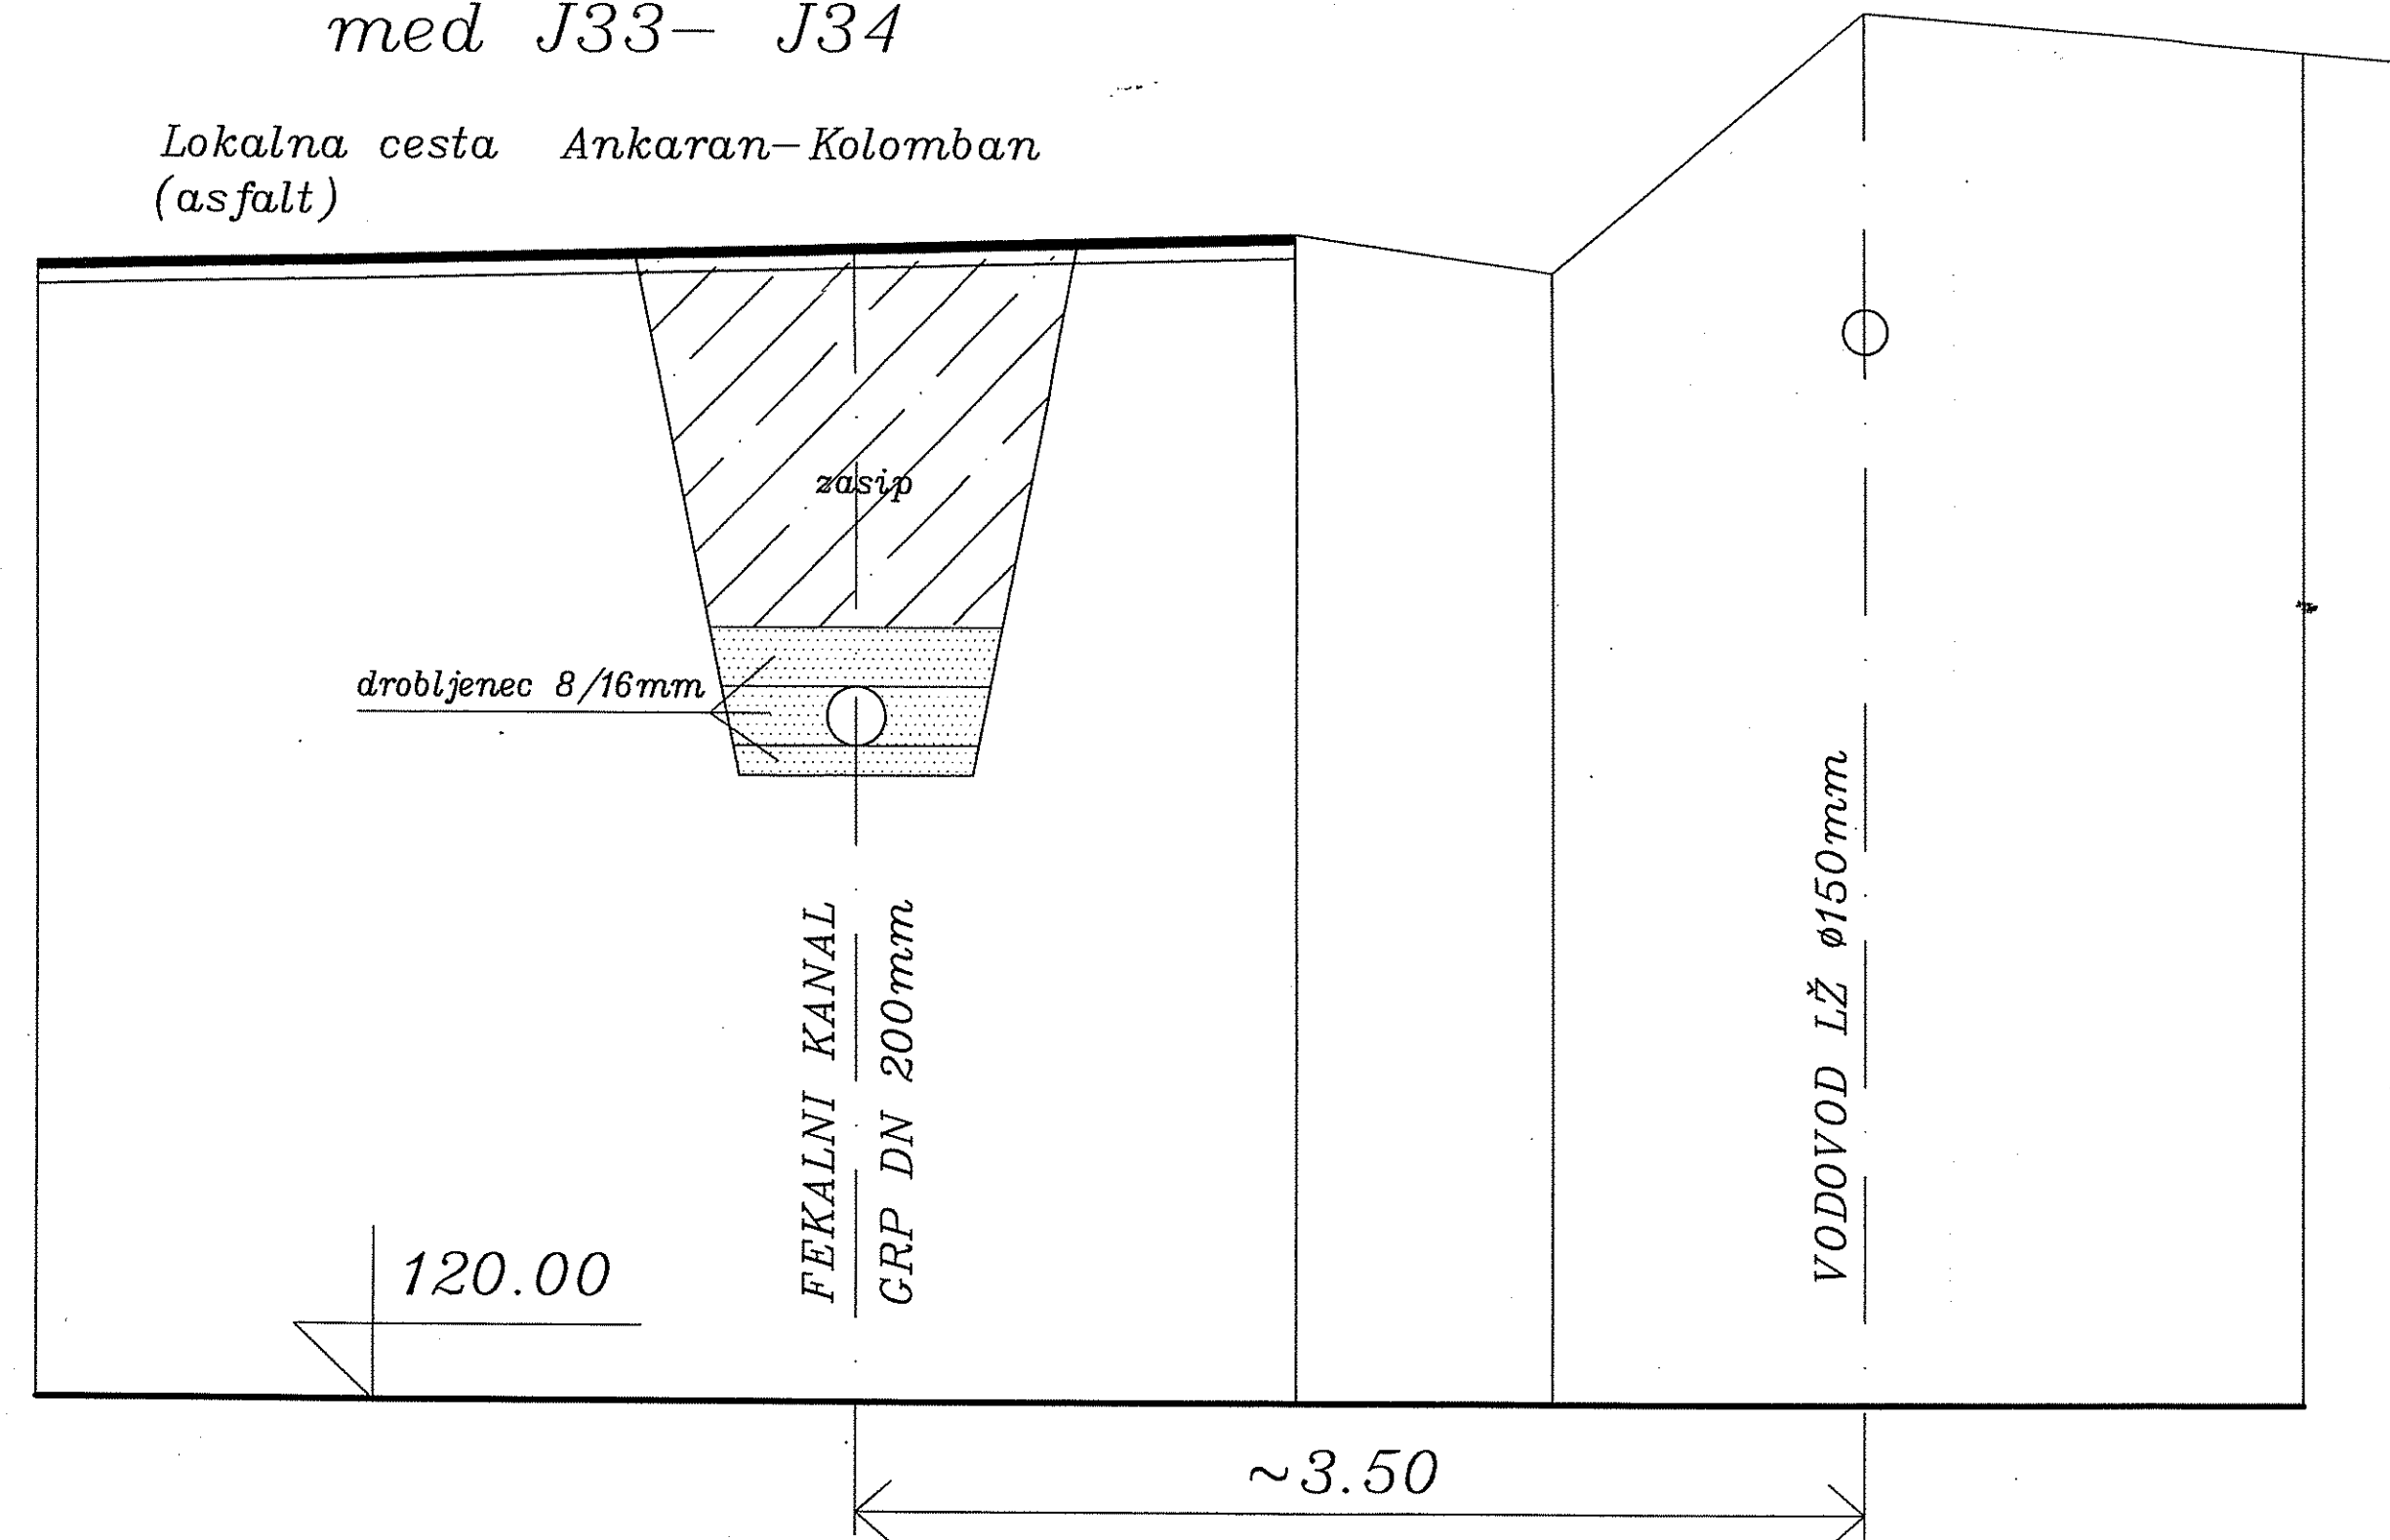 med J33- J34
Lokalna cesta Ankaran-Kolomban
(asfalt)
zasip
drobljenec 8/16mm
FEKALNI KANAL
GRP DN 200mm
VODOVOD LŽ ø150mm
120.00
~3.50